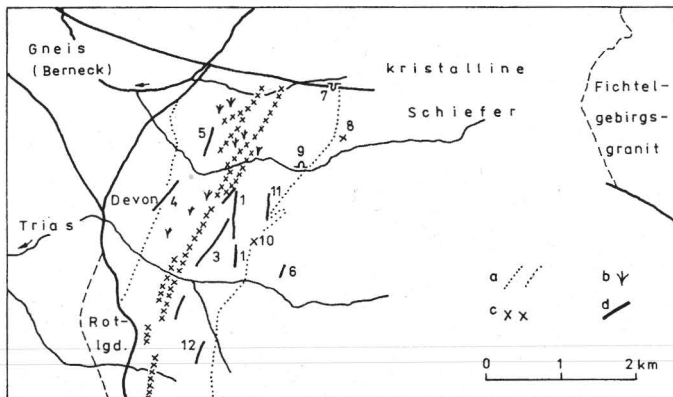 Gneis
(Berneck)
kristalline
Schiefer
Fichtel-
gebirgs-
granit
7
8
5
9
Devon
4
1
11
Trias
10
3
1
6
a
b
c
d
Rot-
lgd.
12
0 1 2 km